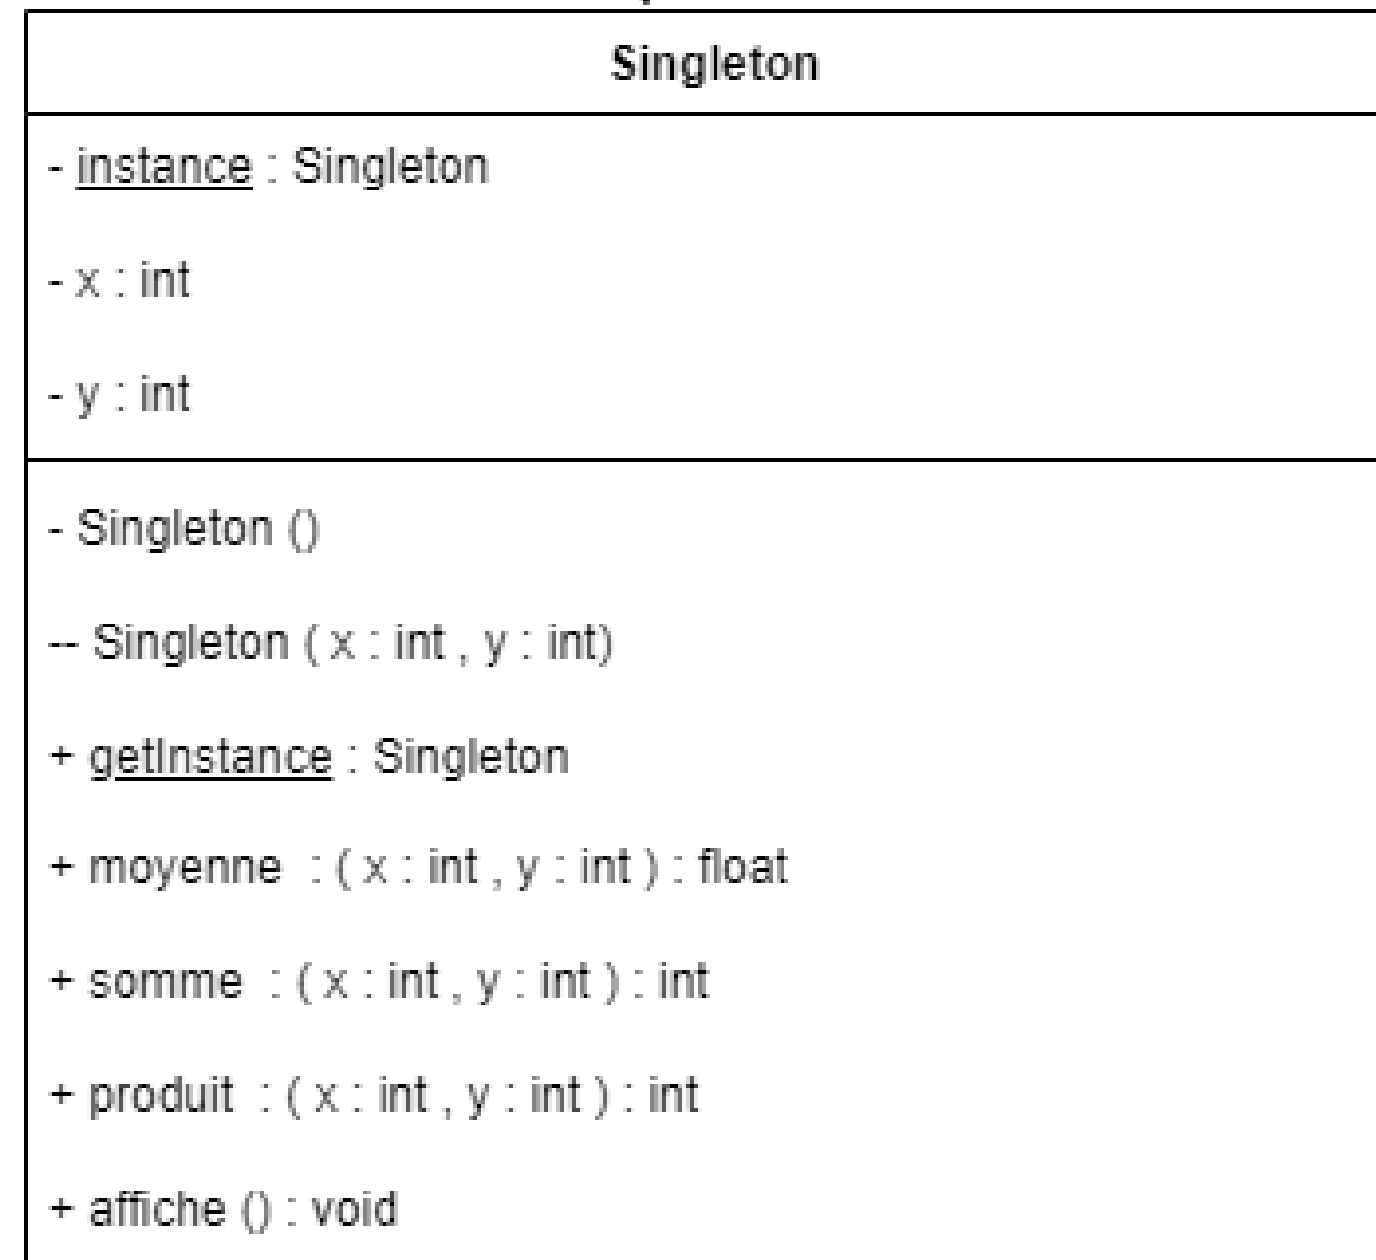 Singleton
- instance : Singleton
- x : int
- y : int
- Singleton ()
-- Singleton ( x : int , y : int)
+ getInstance : Singleton
+ moyenne : ( x : int , y : int ) : float
+ somme : ( x : int , y : int ) : int
+ produit : ( x : int , y : int ) : int
+ affiche () : void